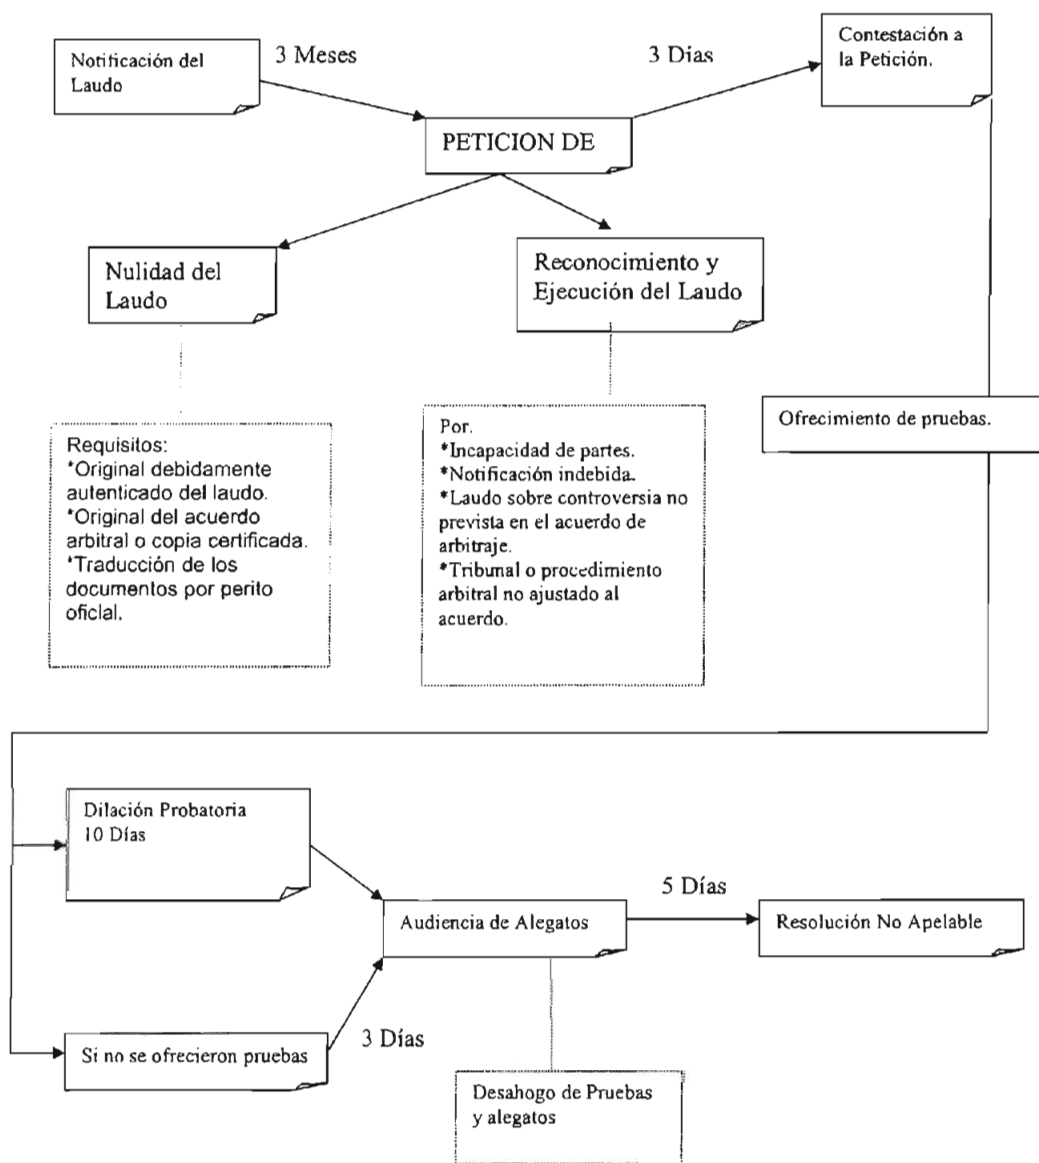 Notificación del
Laudo
3 Meses
3 Días
Contestación a
la Petición.
PETICION DE
Nulidad del
Laudo
Reconocimiento y
Ejecución del Laudo
Requisitos:
*Original debidamente
autenticado del laudo.
*Original del acuerdo
arbitral o copia certificada.
*Traducción de los
documentos por perito
oficial.
Por.
*Incapacidad de partes.
*Notificación indebida.
*Laudo sobre controversia no
prevista en el acuerdo de
arbitraje.
*Tribunal o procedimiento
arbitral no ajustado al
acuerdo.
Ofrecimiento de pruebas.
Dilación Probatoria
10 Días
Audiencia de Alegatos
5 Días
Resolución No Apelable
Si no se ofrecieron pruebas
3 Días
Desahogo de Pruebas
y alegatos